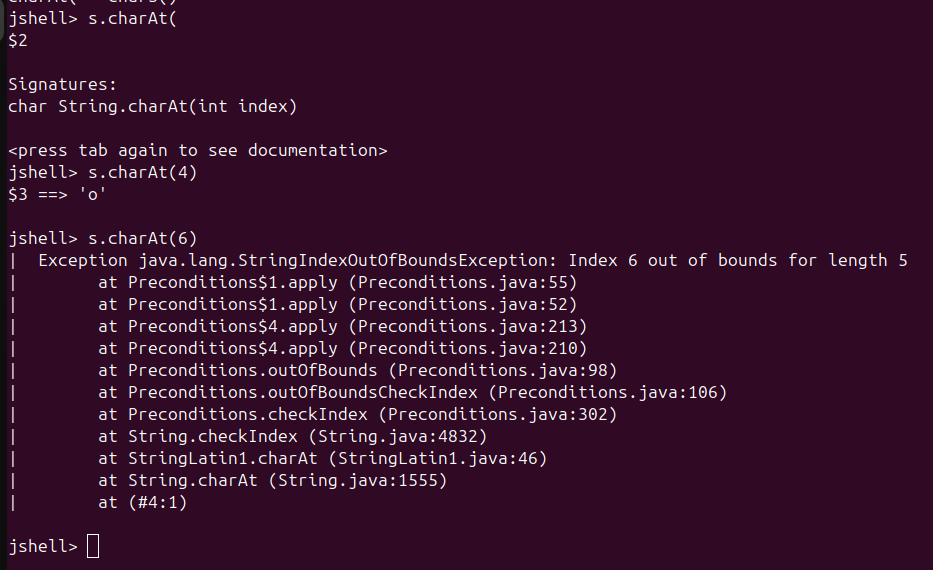 jshell> s.charAt(
$2

Signatures:
char String.charAt(int index)

<press tab again to see documentation>
jshell> s.charAt(4)
$3 ==> 'o'

jshell> s.charAt(6)
|  Exception java.lang.StringIndexOutOfBoundsException: Index 6 out of bounds for length 5
|        at Preconditions$1.apply (Preconditions.java:55)
|        at Preconditions$1.apply (Preconditions.java:52)
|        at Preconditions$4.apply (Preconditions.java:213)
|        at Preconditions$4.apply (Preconditions.java:210)
|        at Preconditions.outOfBounds (Preconditions.java:98)
|        at Preconditions.outOfBoundsCheckIndex (Preconditions.java:106)
|        at Preconditions.checkIndex (Preconditions.java:302)
|        at String.checkIndex (String.java:4832)
|        at StringLatin1.charAt (StringLatin1.java:46)
|        at String.charAt (String.java:1555)
|        at (#4:1)

jshell>